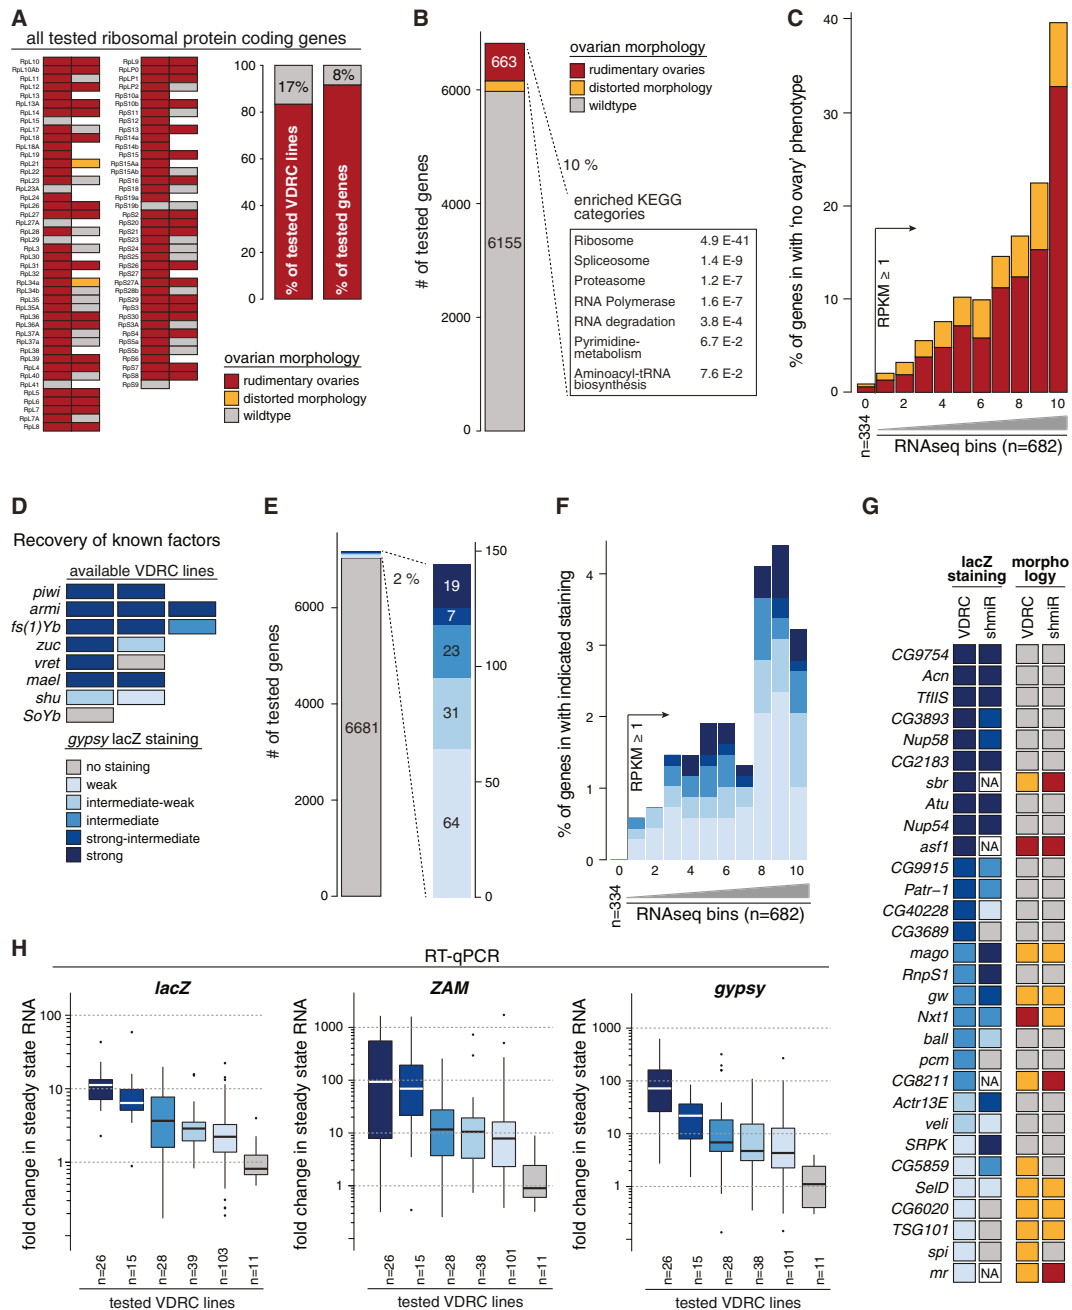 A
all tested ribosomal protein coding genes
RpL10
RpL10Ab
RpL11
RpL12
RpL13
RpL13A
RpL14
RpL15
RpL17
RpL18
RpL18A
RpL19
RpL21
RpL22
RpL23
RpL23A
RpL24
RpL26
RpL27
RpL27A
RpL28
RpL29
RpL3
RpL30
RpL31
RpL32
RpL34a
RpL34b
RpL35
RpL35A
RpL36
RpL36A
RpL37A
RpL37a
RpL38
RpL39
RpL4
RpL40
RpL41
RpL5
RpL6
RpL7
RpL7A
RpL8
RpL9
RpLP0
RpLP1
RpLP2
RpS10a
RpS10b
RpS11
RpS12
RpS13
RpS14a
RpS14b
RpS15
RpS15Aa
RpS15Ab
RpS16
RpS18
RpS19a
RpS19b
RpS2
RpS20
RpS21
RpS23
RpS24
RpS25
RpS26
RpS27
RpS27A
RpS28b
RpS29
RpS3
RpS30
RpS3A
RpS4
RpS5a
RpS5b
RpS6
RpS7
RpS8
RpS9
100
80
60
40
20
0
17%
8%
% of tested VDRC lines
% of tested genes
ovarian morphology
rudimentary ovaries
distorted morphology
wildtype
B
# of tested genes
6000
4000
2000
0
663
6155
ovarian morphology
rudimentary ovaries
distorted morphology
wildtype
10 %
enriched KEGG
categories
Ribosome 4.9 E-41
Spliceosome 1.4 E-9
Proteasome 1.2 E-7
RNA Polymerase 1.6 E-7
RNA degradation 3.8 E-4
Pyrimidine-
metabolism 6.7 E-2
Aminoacyl-tRNA
biosynthesis 7.6 E-2
C
% of genes in with 'no ovary' phenotype
40
30
20
10
0
RPKM ≥ 1
0 2 4 6 8 10
n=334
RNAseq bins (n=682)
D
Recovery of known factors
available VDRC lines
piwi
armi
fs(1)Yb
zuc
vret
mael
shu
SoYb
gypsy lacZ staining
no staining
weak
intermediate-weak
intermediate
strong-intermediate
strong
E
# of tested genes
6000
4000
2000
0
6681
2 %
19
7
23
31
64
150
100
50
0
F
% of genes in with indicated staining
4
3
2
1
0
RPKM ≥ 1
0 2 4 6 8 10
n=334
RNAseq bins (n=682)
G
lacZ
staining
morpho
logy
VDRC
shmiR
VDRC
shmiR
CG9754
Acn
TfIIS
CG3893
Nup58
CG2183
sbr NA
Atu
Nup54
asf1 NA
CG9915
Patr-1
CG40228
CG3689
mago
RnpS1
gw
Nxt1
ball
pcm
CG8211 NA
Actr13E
veli
SRPK
CG5859
SelD
CG6020
TSG101
spi
mr NA
H
RT-qPCR
lacZ
fold change in steady state RNA
100
10
1
n=26
n=15
n=28
n=39
n=103
n=11
tested VDRC lines
ZAM
fold change in steady state RNA
1000
100
10
1
n=26
n=15
n=28
n=38
n=101
n=11
tested VDRC lines
gypsy
fold change in steady state RNA
1000
100
10
1
n=26
n=15
n=28
n=38
n=101
n=11
tested VDRC lines